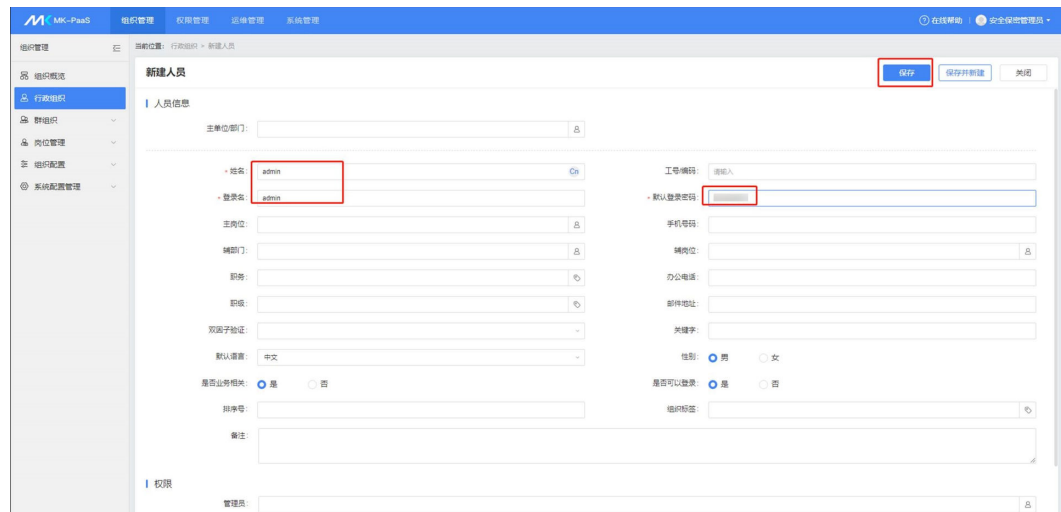 MK-PaaS 组织管理 权限管理 运维管理 系统管理 在线帮助 安全保密管理员
组织管理 当前位置: 行政组织 > 新建人员
组织概览
行政组织
群组织
岗位管理
组织配置
系统配置管理
新建人员 保存 保存并新建 关闭
人员信息
主单位/部门:
* 姓名: admin Cn 工号/编码: 请输入
* 登录名: admin * 默认登录密码:
主岗位: 手机号码:
辅部门: 辅岗位:
职务: 办公电话:
职级: 邮件地址:
双因子验证: 关键字:
默认语言: 中文 性别: 男 女
是否业务相关: 是 否 是否可以登录: 是 否
排序号: 组织标签:
备注:
权限
管理员: